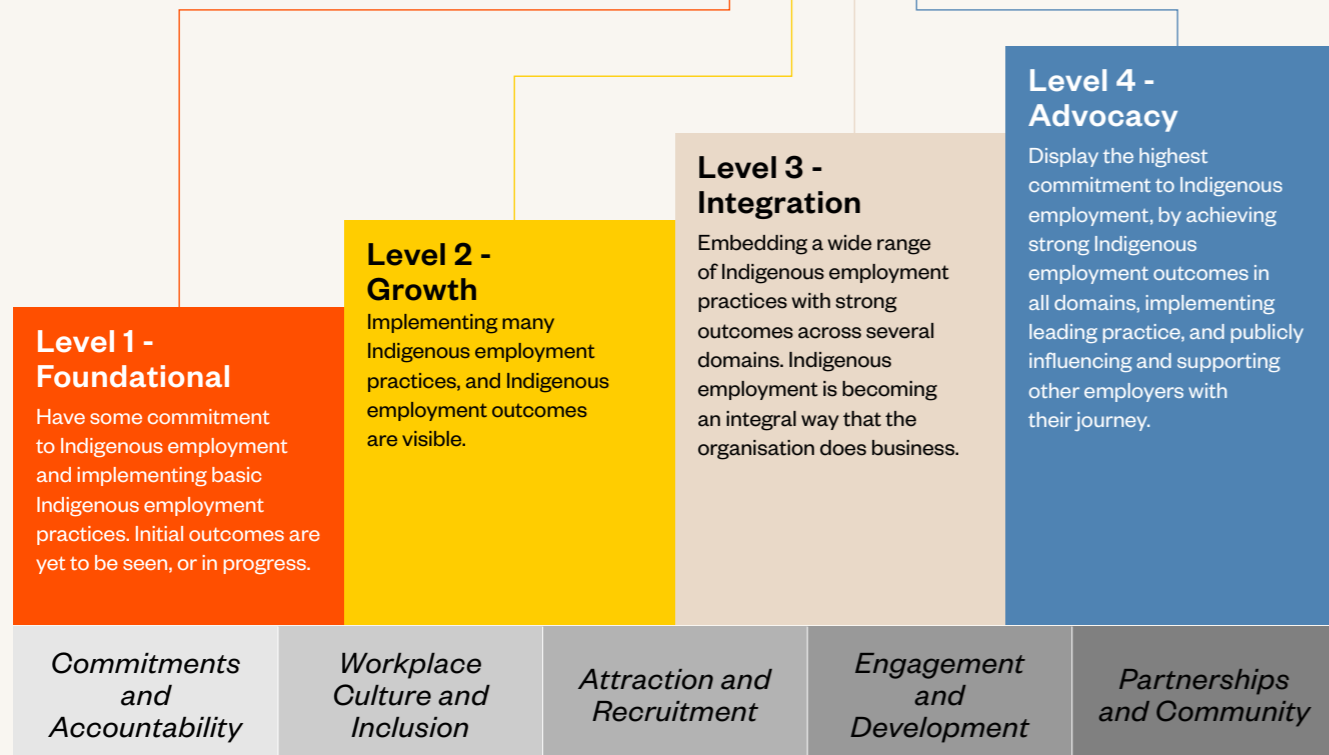 Level 1 -
Foundational
Have some commitment
to Indigenous employment
and implementing basic
Indigenous employment
practices. Initial outcomes are
yet to be seen, or in progress.
Level 2 -
Growth
Implementing many
Indigenous employment
practices, and Indigenous
employment outcomes
are visible.
Level 3 -
Integration
Embedding a wide range
of Indigenous employment
practices with strong
outcomes across several
domains. Indigenous
employment is becoming
an integral way that the
organisation does business.
Level 4 -
Advocacy
Display the highest
commitment to Indigenous
employment, by achieving
strong Indigenous
employment outcomes in
all domains, implementing
leading practice, and publicly
influencing and supporting
other employers with
their journey.
Commitments
and
Accountability
Workplace
Culture and
Inclusion
Attraction and
Recruitment
Engagement
and
Development
Partnerships
and Community